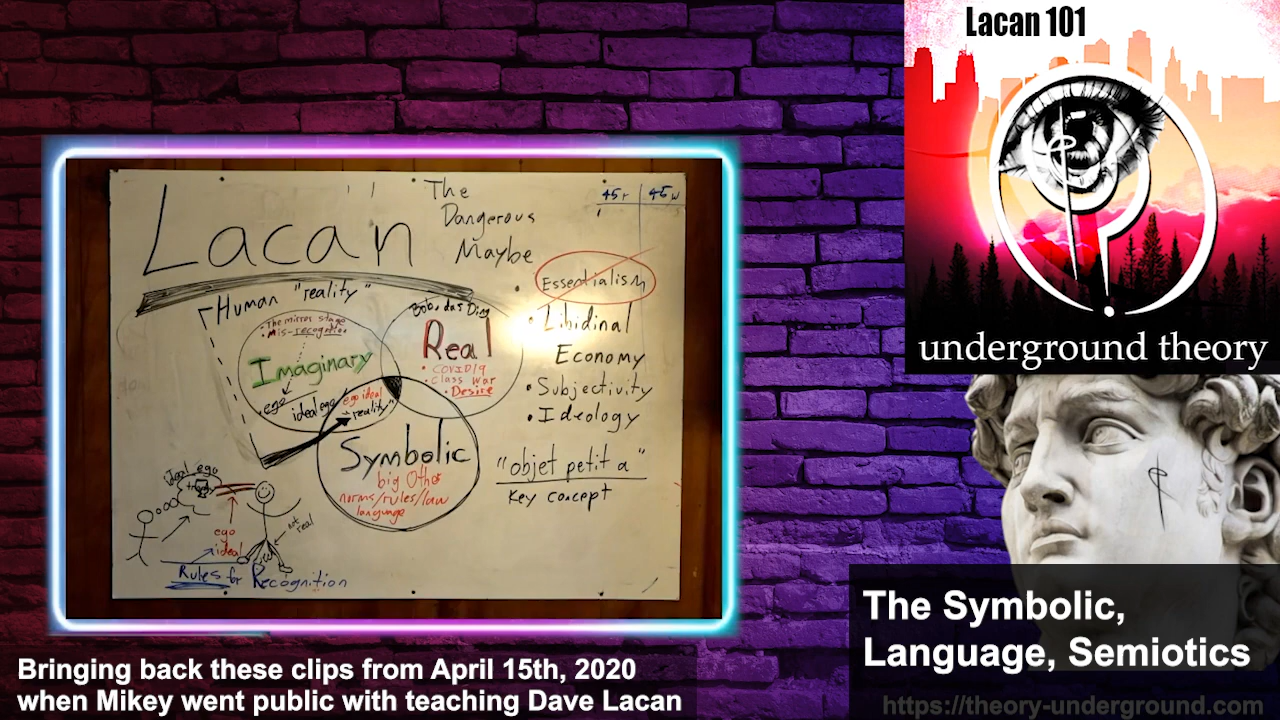 Lacan 101
underground theory
Lacan
The
Dangerous
Maybe
45r 45w
Human "reality"
The mirror stage
Mis-recognition
Imaginary
ego
ideal ego
ego ideal
"reality"
das Ding
Real
COVID19
Class War
Desire
Symbolic
big Other
norms/rules/law
language
Essentialism
Libidinal
Economy
Subjectivity
Ideology
"objet petit a"
Key concept
ideal ego
ego
ideal
not
real
Rules for Recognition
The Symbolic,
Language, Semiotics
https://theory-underground.com
Bringing back these clips from April 15th, 2020
when Mikey went public with teaching Dave Lacan